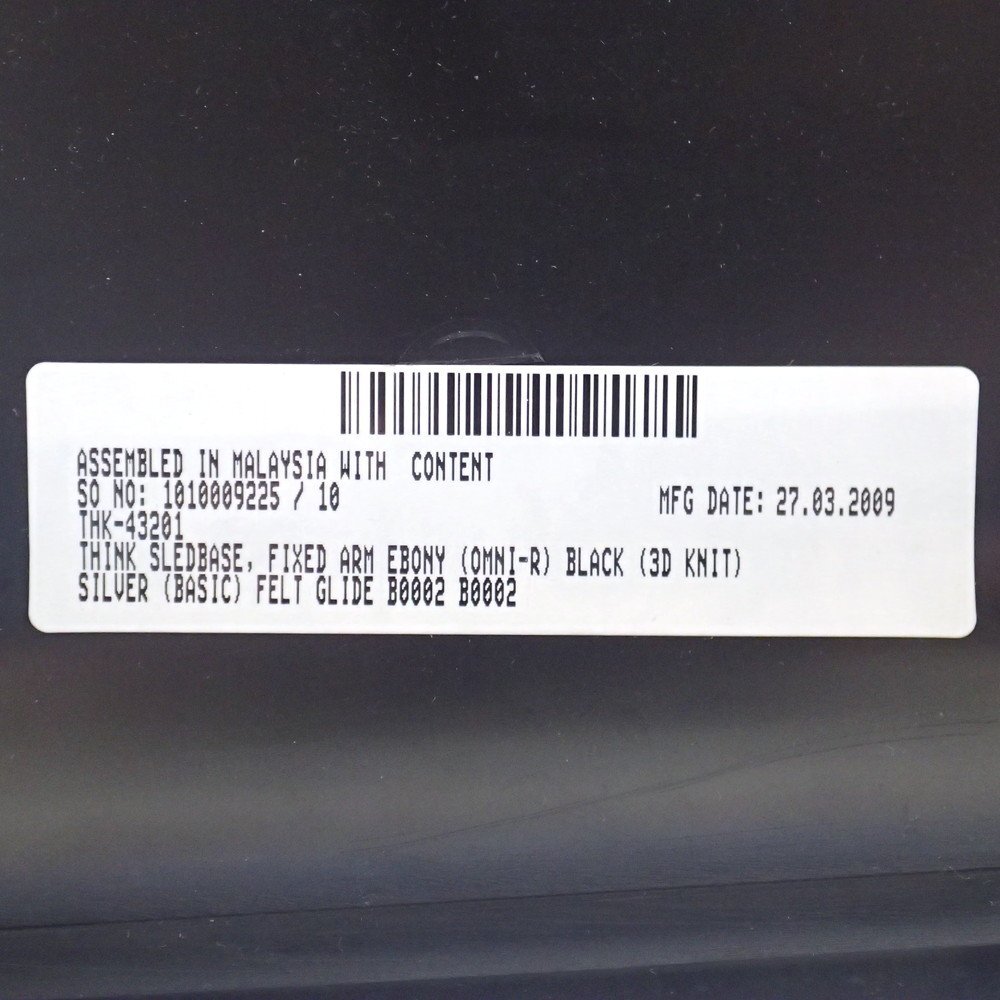 ASSEMBLED IN MALAYSIA WITH CONTENT
SO NO: 1010009225 / 10 MFG DATE: 27.03.2009
THK-43201
THINK SLEDBASE, FIXED ARM EBONY (OMNI-R) BLACK (3D KNIT)
SILVER (BASIC) FELT GLIDE B0002 B0002